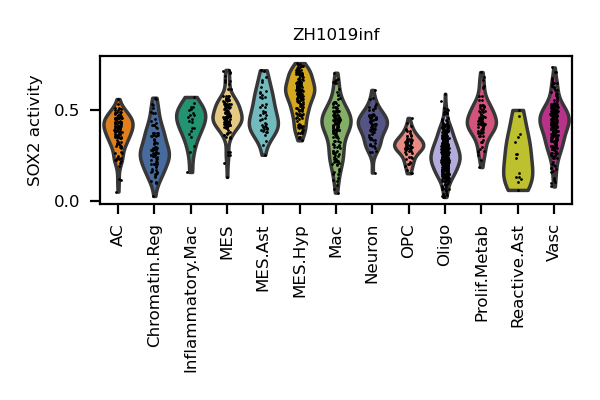 ZH1019inf
SOX2 activity
0.5
0.0
AC
Chromatin.Reg
Inflammatory.Mac
MES
MES.Ast
MES.Hyp
Mac
Neuron
OPC
Oligo
Prolif.Metab
Reactive.Ast
Vasc